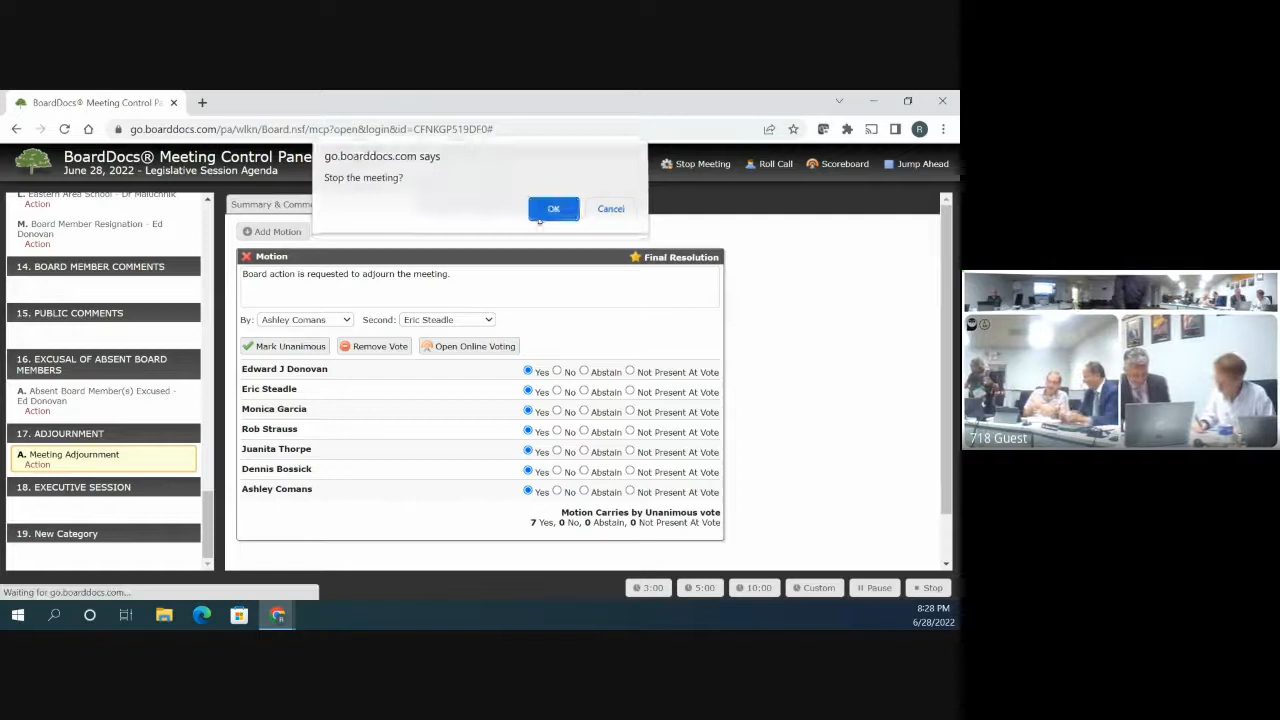 BoardDocs® Meeting Control Pa
go.boarddocs.com/pa/wlkn/Board.nsf/mcp?open&login&id=CFNKGP519DF0#
R
BoardDocs® Meeting Control Pane
June 28, 2022 - Legislative Session Agenda
Stop Meeting
Roll Call
Scoreboard
Jump Ahead
go.boarddocs.com says
Stop the meeting?
OK
Cancel
L. Eastern Area School - Dr Maluchnik
Action
M. Board Member Resignation - Ed
Donovan
Action
14. BOARD MEMBER COMMENTS
15. PUBLIC COMMENTS
16. EXCUSAL OF ABSENT BOARD
MEMBERS
A. Absent Board Member(s) Excused -
Ed Donovan
Action
17. ADJOURNMENT
A. Meeting Adjournment
Action
18. EXECUTIVE SESSION
19. New Category
Summary & Comme
Add Motion
Motion
Final Resolution
Board action is requested to adjourn the meeting.
By: Ashley Comans Second: Eric Steadle
Mark Unanimous Remove Vote Open Online Voting
Edward J Donovan Yes No Abstain Not Present At Vote
Eric Steadle Yes No Abstain Not Present At Vote
Monica Garcia Yes No Abstain Not Present At Vote
Rob Strauss Yes No Abstain Not Present At Vote
Juanita Thorpe Yes No Abstain Not Present At Vote
Dennis Bossick Yes No Abstain Not Present At Vote
Ashley Comans Yes No Abstain Not Present At Vote
Motion Carries by Unanimous vote
7 Yes, 0 No, 0 Abstain, 0 Not Present At Vote
Waiting for go.boarddocs.com...
3:00 5:00 10:00 Custom Pause Stop
8:28 PM
6/28/2022
718 Guest